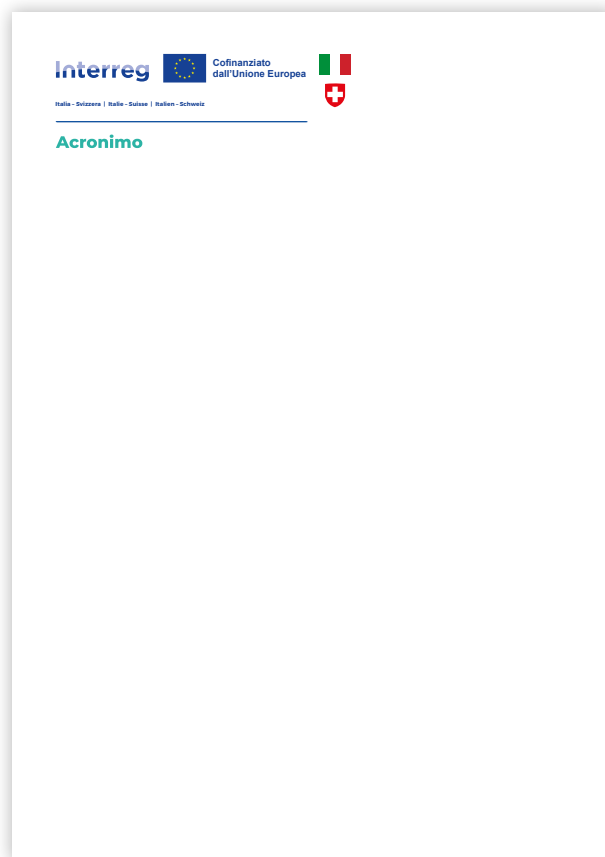 Interreg
Cofinanziato
dall'Unione Europea
Italia - Svizzera | Italie - Suisse | Italien - Schweiz
Acronimo